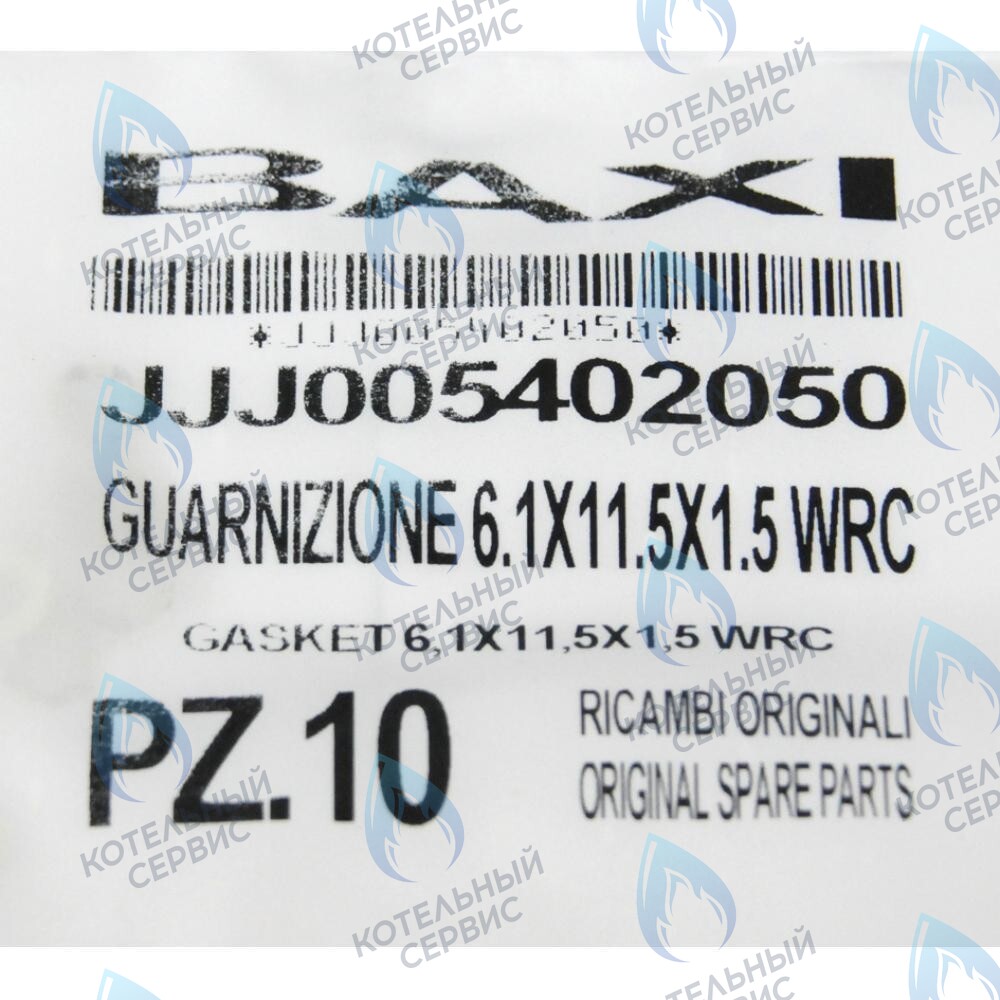 BAXI
*JJJ005402050*
JJJ005402050
GUARNIZIONE 6.1X11.5X1.5 WRC
GASKET 6,1X11,5X1,5 WRC
PZ.10
RICAMBI ORIGINALI
ORIGINAL SPARE PARTS
КОТЕЛЬНЫЙ
СЕРВИС